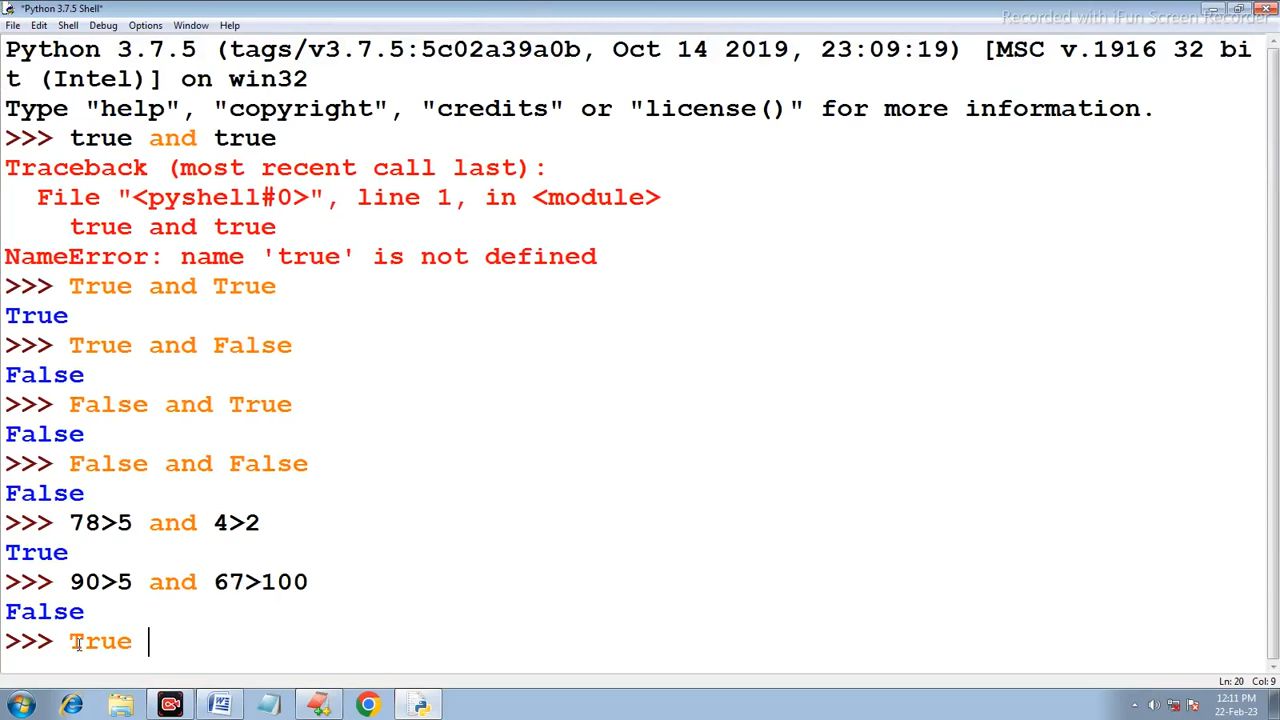 *Python 3.7.5 Shell*
Recorded with iFun Screen Recorder
File Edit Shell Debug Options Window Help
Python 3.7.5 (tags/v3.7.5:5c02a39a0b, Oct 14 2019, 23:09:19) [MSC v.1916 32 bi
t (Intel)] on win32
Type "help", "copyright", "credits" or "license()" for more information.
>>> true and true
Traceback (most recent call last):
  File "<pyshell#0>", line 1, in <module>
    true and true
NameError: name 'true' is not defined
>>> True and True
True
>>> True and False
False
>>> False and True
False
>>> False and False
False
>>> 78>5 and 4>2
True
>>> 90>5 and 67>100
False
>>> True
Ln: 20 Col: 9
12:11 PM
22-Feb-23